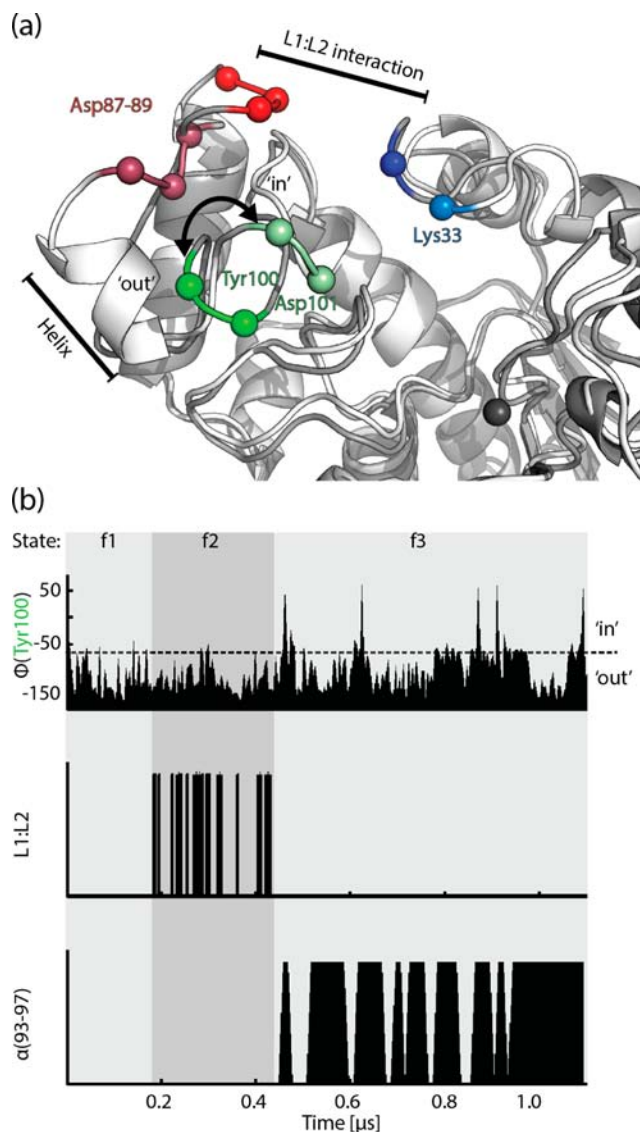 (a)
L1:L2 interaction
Asp87-89
'in'
Lys33
'out'
Tyr100
Asp101
Helix
(b)
State: f1 f2 f3
Φ(Tyr100)
50
-50
-150
'in'
'out'
L1:L2
α(93-97)
0.2 0.4 0.6 0.8 1.0
Time [µs]